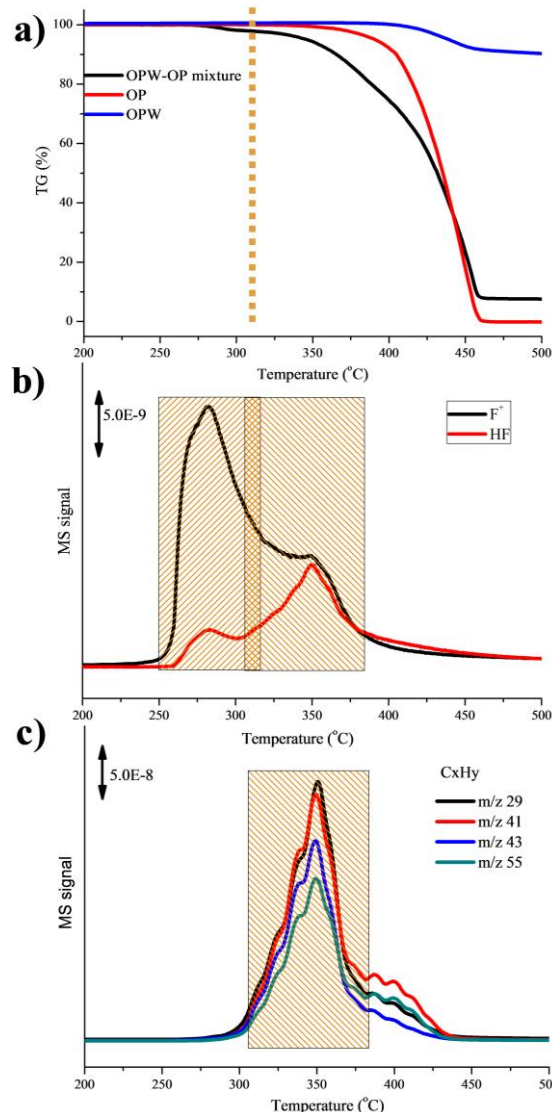 a)
100
80
60
40
20
0
TG (%)
OPW-OP mixture
OP
OPW
200 250 300 350 400 450 500
Temperature (°C)
b)
5.0E-9
F+
HF
MS signal
200 250 300 350 400 450 500
Temperature (°C)
c)
5.0E-8
CxHy
m/z 29
m/z 41
m/z 43
m/z 55
MS signal
200 250 300 350 400 450 500
Temperature (°C)